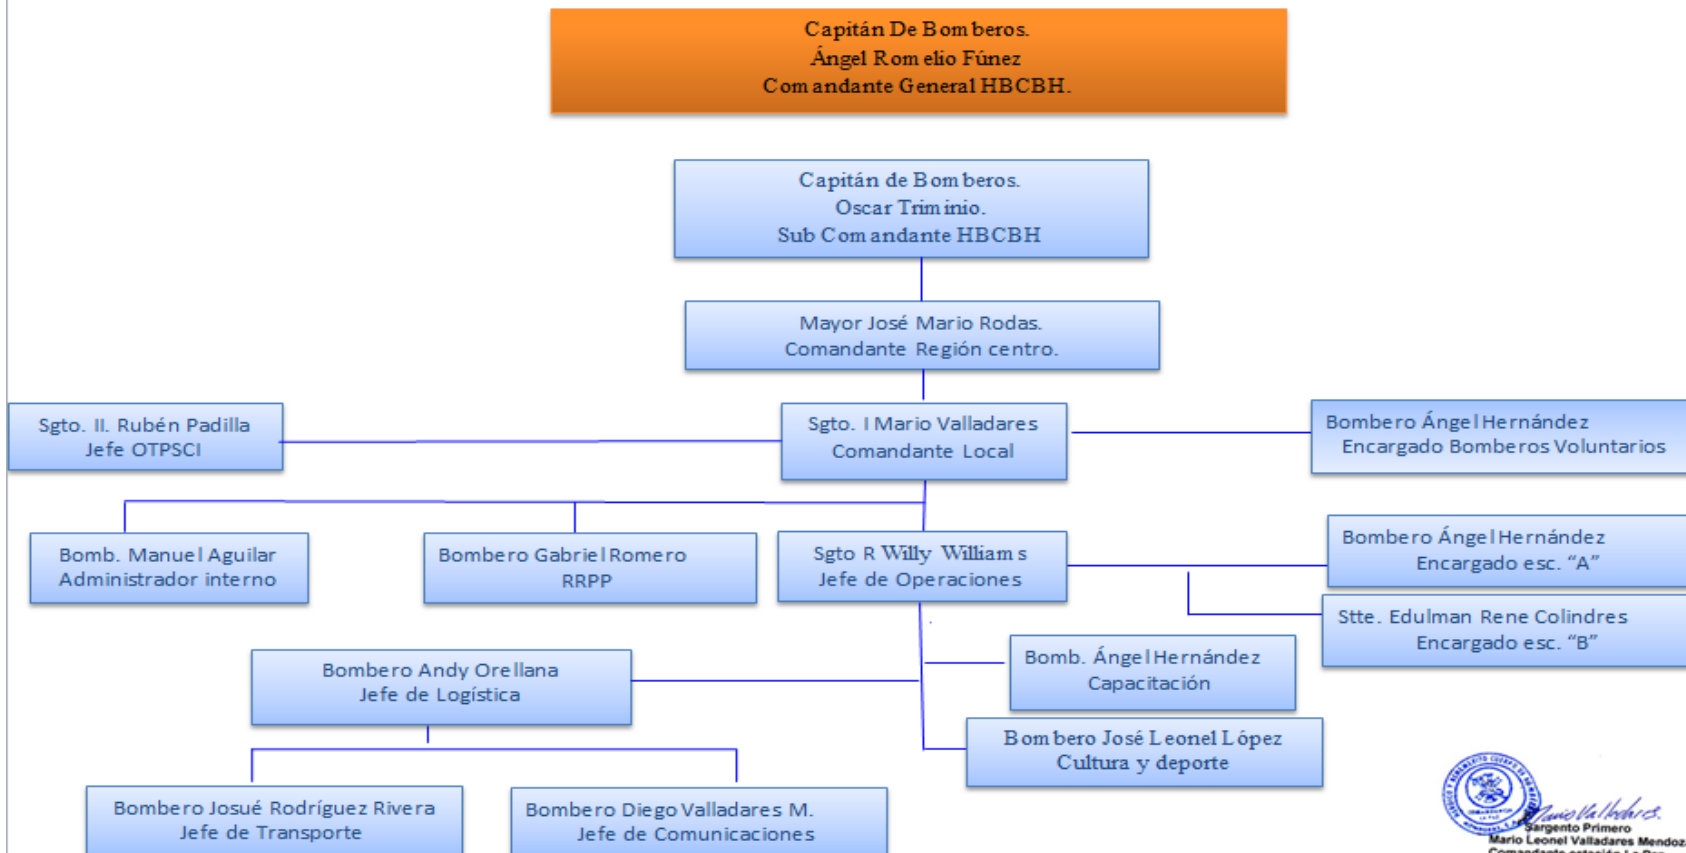 Capitán De Bomberos.
Ángel Romelio Fúnez
Comandante General HBCBH.
Capitán de Bomberos.
Oscar Triminio.
Sub Comandante HBCBH
Mayor José Mario Rodas.
Comandante Región centro.
Sgto. II. Rubén Padilla
Jefe OTPSCI
Sgto. I Mario Valladares
Comandante Local
Bombero Ángel Hernández
Encargado Bomberos Voluntarios
Bomb. Manuel Aguilar
Administrador interno
Bombero Gabriel Romero
RRPP
Sgto R Willy Williams
Jefe de Operaciones
Bombero Ángel Hernández
Encargado esc. “A”
Stte. Edulman Rene Colindres
Encargado esc. “B”
Bombero Andy Orellana
Jefe de Logística
Bomb. Ángel Hernández
Capacitación
Bombero José Leonel López
Cultura y deporte
Bombero Josué Rodríguez Rivera
Jefe de Transporte
Bombero Diego Valladares M.
Jefe de Comunicaciones
Sargento Primero
Mario Leonel Valladares Mendoza
Comandante estación La Paz